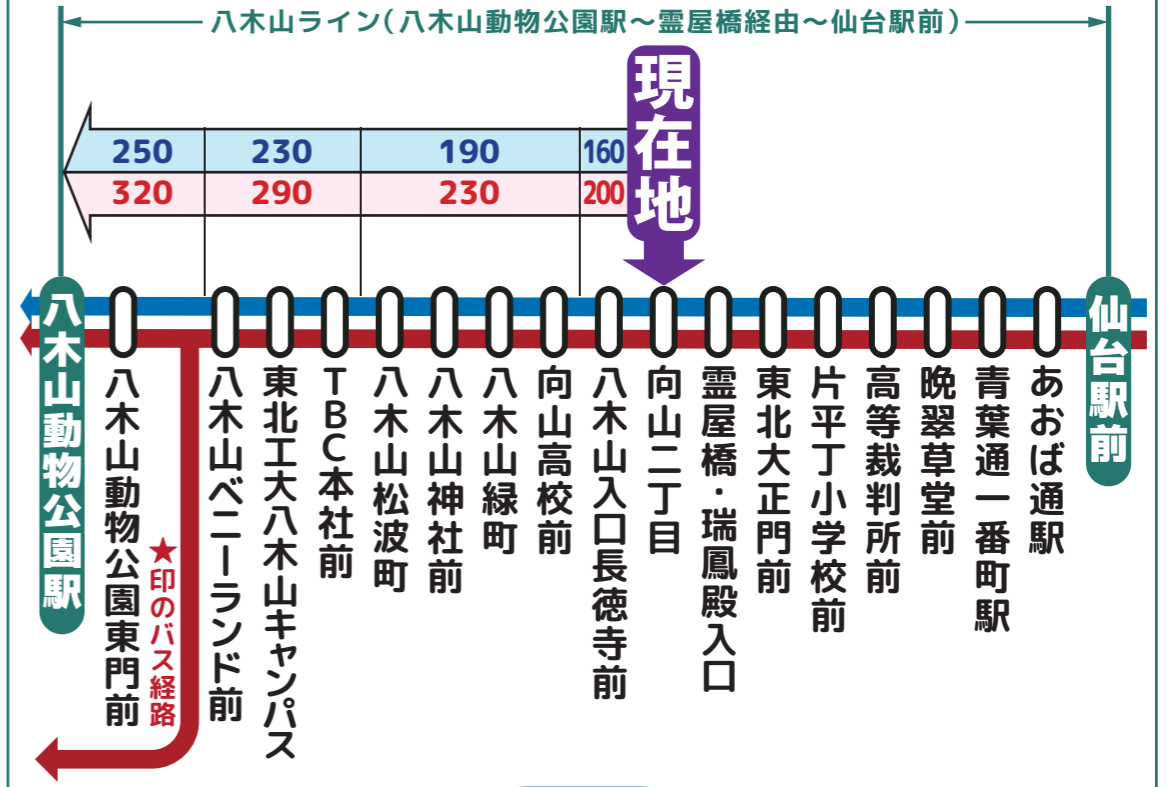 八木山ライン(八木山動物公園駅～霊屋橋経由～仙台駅前)
現在地
250 230 190 160
320 290 230 200
八木山動物公園駅
八木山動物公園東門前
★印のバス経路
八木山ベニーランド前
東北工大八木山キャンパス
TBC本社前
八木山松波町
八木山神社前
八木山緑町
向山高校前
八木山入口長徳寺前
向山二丁目
霊屋橋・瑞鳳殿入口
東北大正門前
片平丁小学校前
高等裁判所前
晩翠草堂前
青葉通一番町駅
あおば通駅
仙台駅前